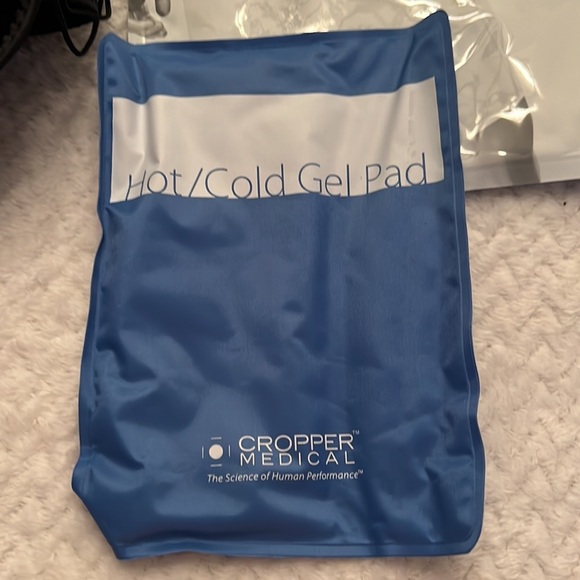 Hot/Cold Gel Pad
CROPPER™
MEDICAL
The Science of Human Performance™